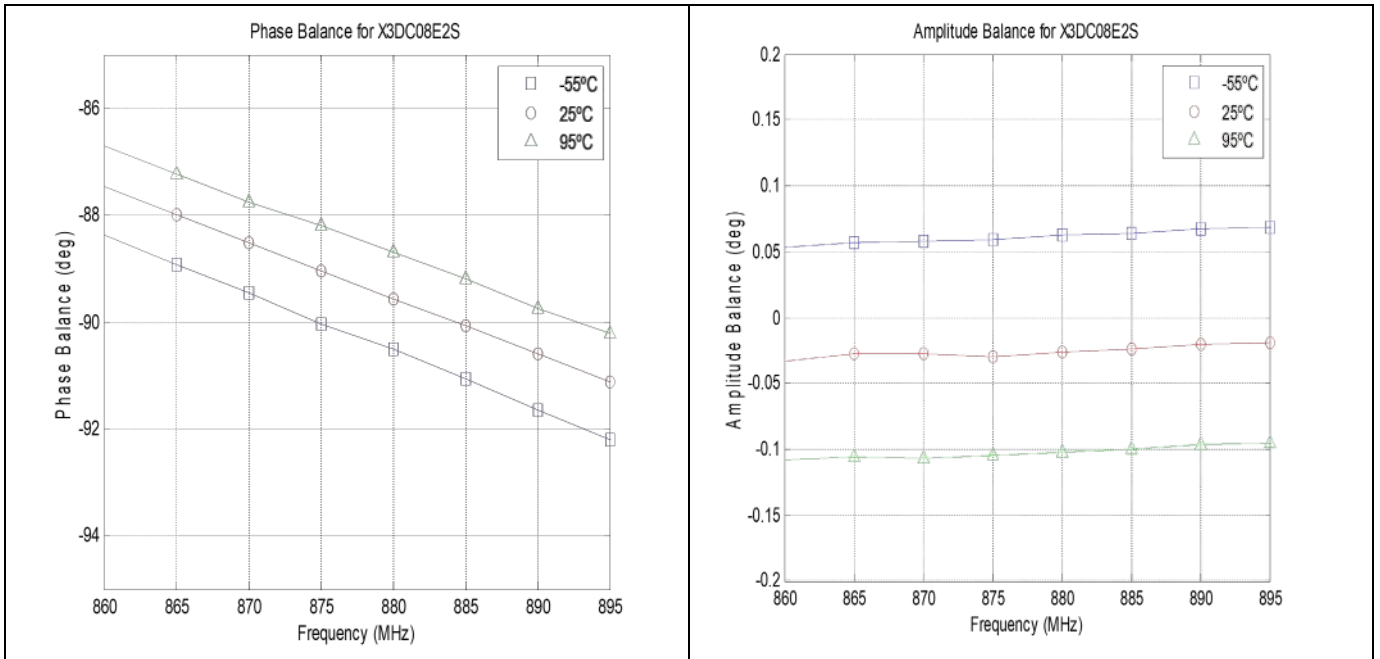 Phase Balance for X3DC08E2S
-55ºC
25ºC
95ºC
-86
-88
-90
-92
-94
Phase Balance (deg)
860 865 870 875 880 885 890 895
Frequency (MHz)
Amplitude Balance for X3DC08E2S
-55ºC
25ºC
95ºC
0.2
0.15
0.1
0.05
0
-0.05
-0.1
-0.15
-0.2
Amplitude Balance (deg)
860 865 870 875 880 885 890 895
Frequency (MHz)